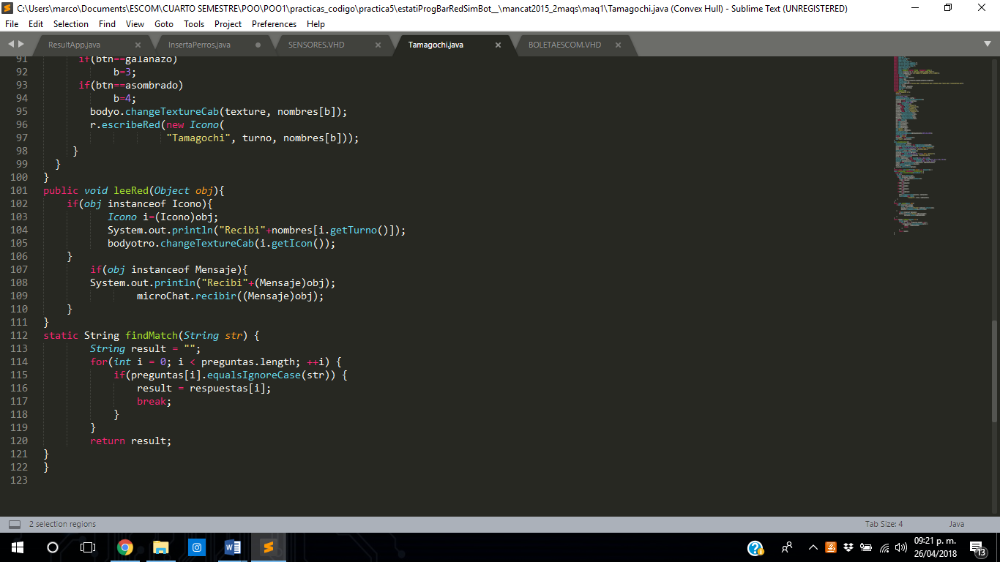 C:\Users\marco\Documents\ESCOM\CUARTO SEMESTRE\POO\POO1\practicas_codigo\practica5\estatiProgBarRedSimBot__\mancat2015_2maqs\maq1\Tamagochi.java (Convex Hull) - Sublime Text (UNREGISTERED)
File Edit Selection Find View Goto Tools Project Preferences Help
ResultApp.java InsertaPerros.java SENSORES.VHD Tamagochi.java BOLETAESCOM.VHD
91 if(btn==galanazo)
92 b=3;
93 if(btn==asombrado)
94 b=4;
95 bodyo.changeTextureCab(texture, nombres[b]);
96 r.escribeRed(new Icono(
97 "Tamagochi", turno, nombres[b]));
98 }
99 }
100 }
101 public void leeRed(Object obj){
102 if(obj instanceof Icono){
103 Icono i=(Icono)obj;
104 System.out.println("Recibi"+nombres[i.getTurno()]);
105 bodyotro.changeTextureCab(i.getIcon());
106 }
107 if(obj instanceof Mensaje){
108 System.out.println("Recibi"+(Mensaje)obj);
109 microChat.recibir((Mensaje)obj);
110 }
111 }
112 static String findMatch(String str) {
113 String result = "";
114 for(int i = 0; i < preguntas.length; ++i) {
115 if(preguntas[i].equalsIgnoreCase(str)) {
116 result = respuestas[i];
117 break;
118 }
119 }
120 return result;
121 }
122 }
123
2 selection regions Tab Size: 4 Java
09:21 p. m.
26/04/2018
13